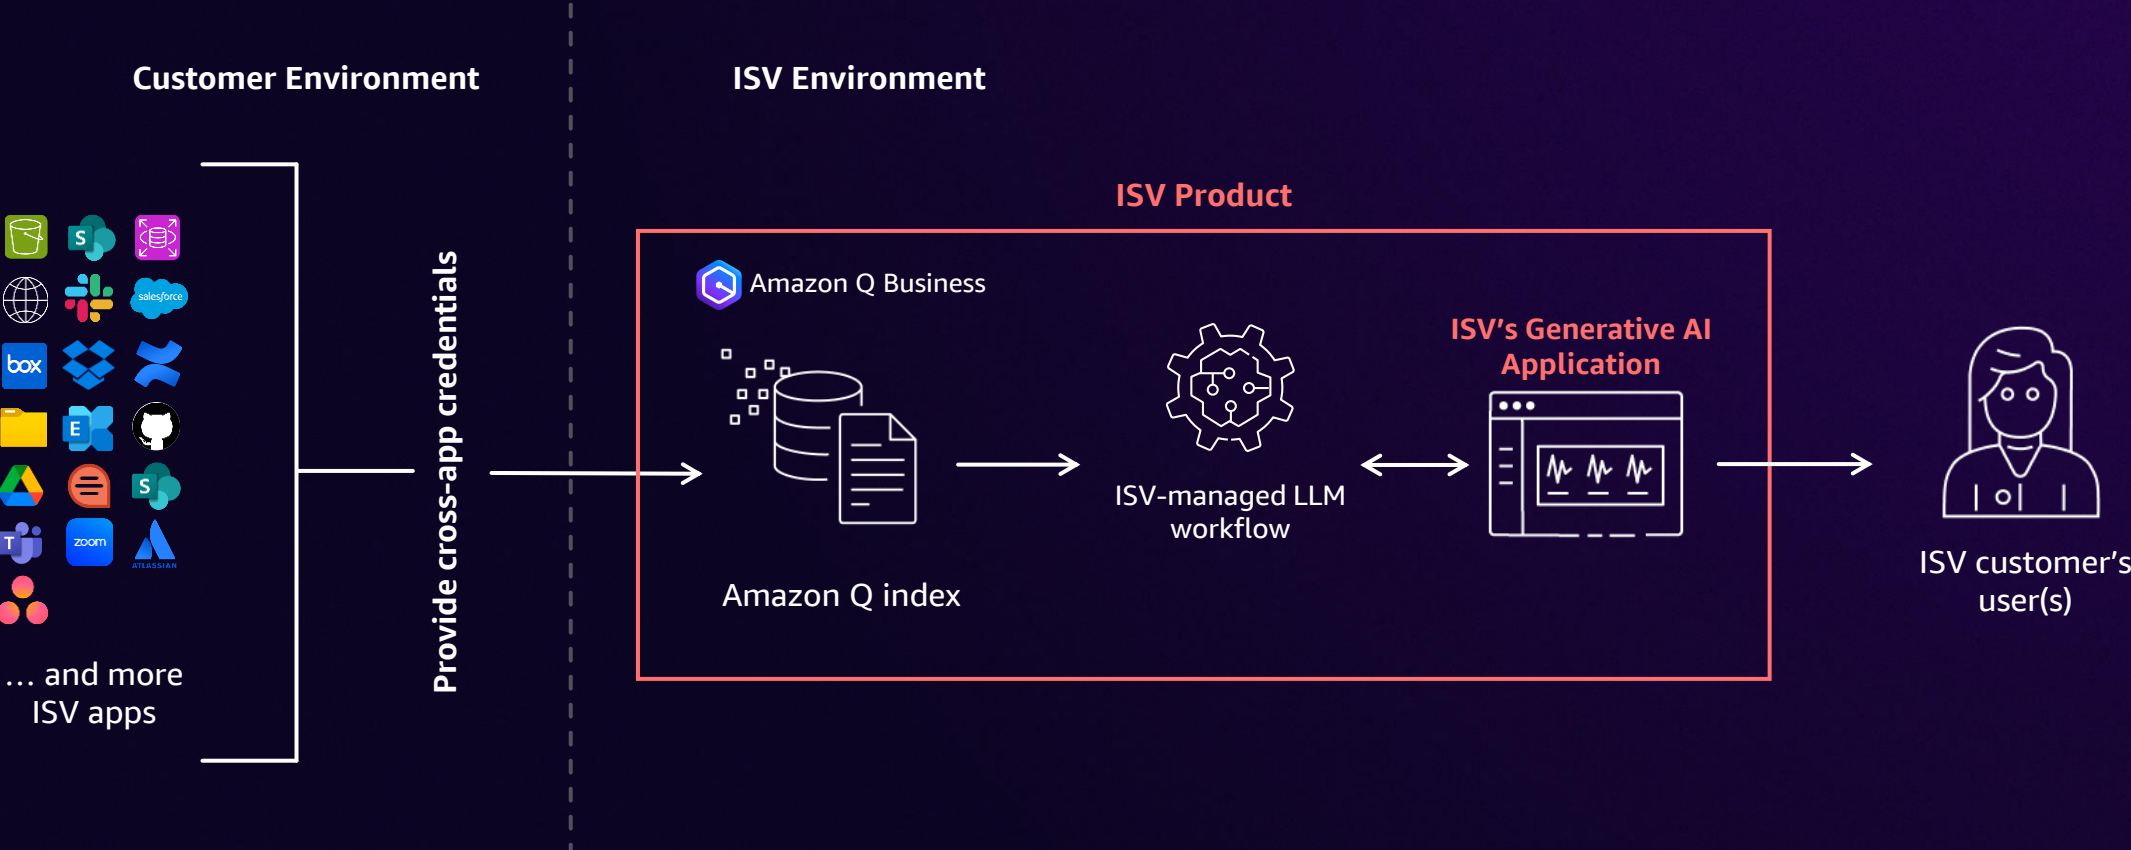 Customer Environment
ISV Environment
ISV Product
S
salesforce
box
E
S
T
zoom
ATLASSIAN
... and more
ISV apps
Provide cross-app credentials
Amazon Q Business
Amazon Q index
ISV-managed LLM
workflow
ISV's Generative AI
Application
ISV customer's
user(s)